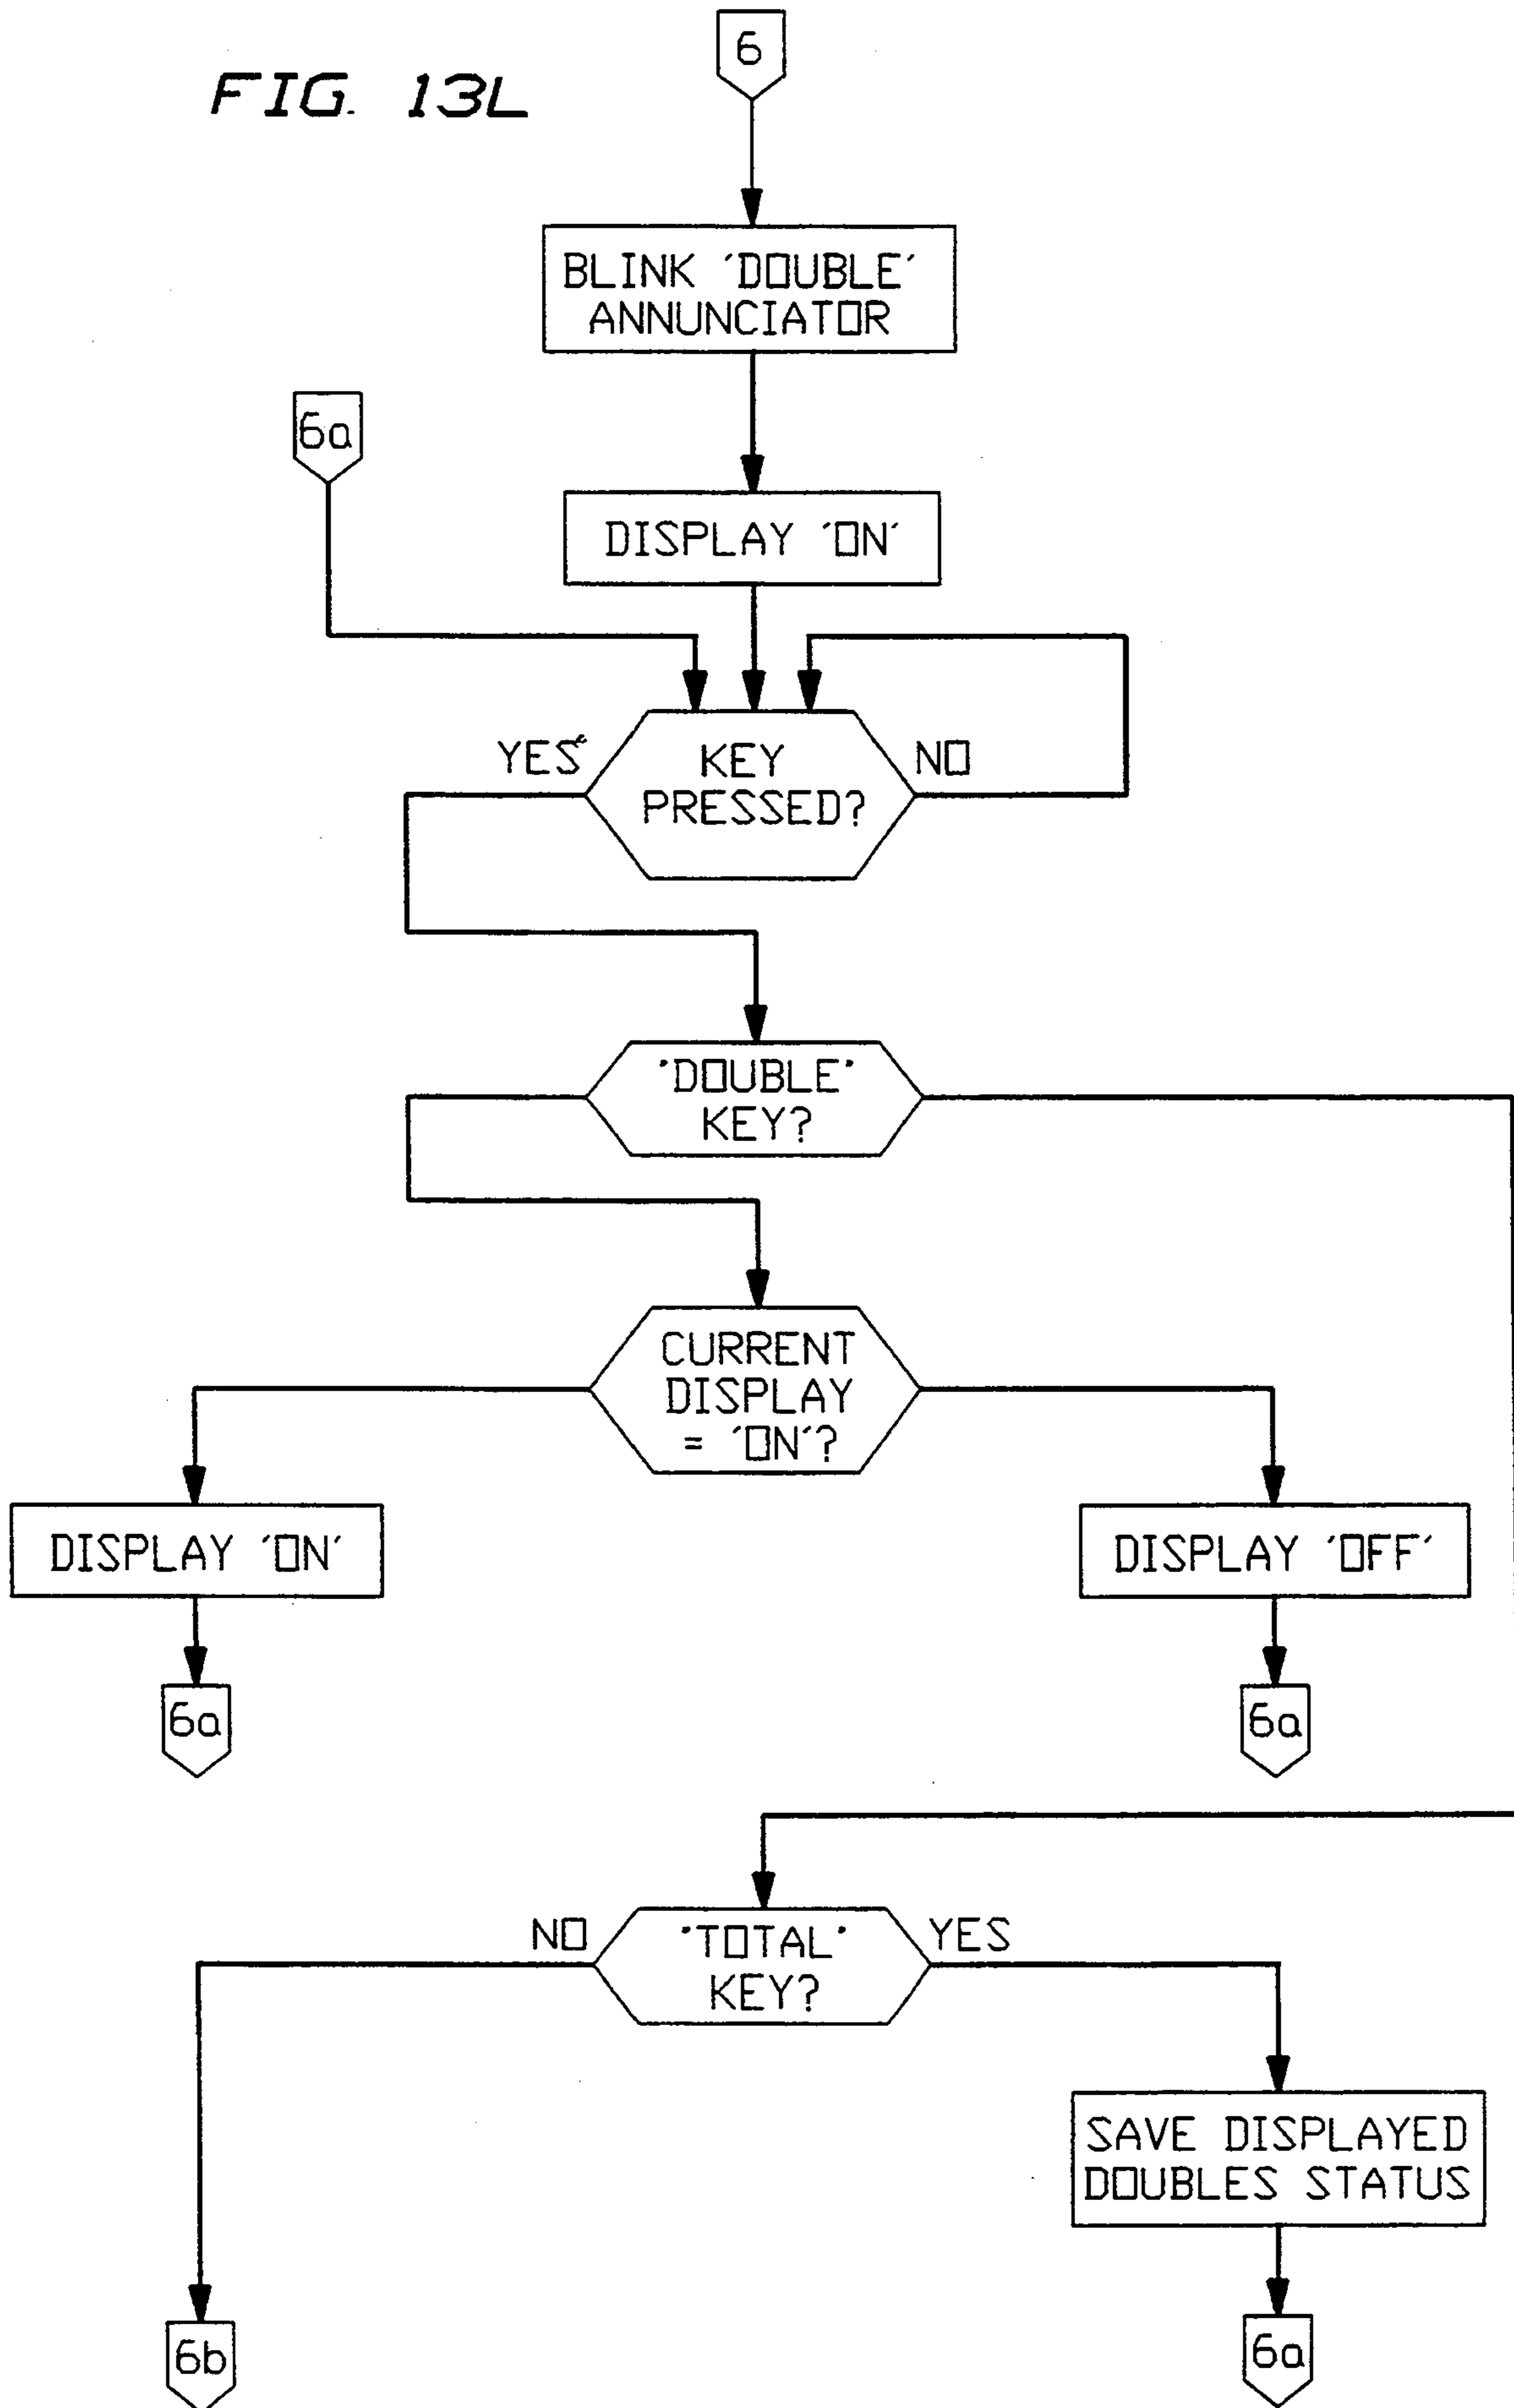 6
FIG. 13L
BLINK 'DOUBLE'
ANNUNCIATOR
6a
DISPLAY 'ON'
YES
KEY
PRESSED?
NO
'DOUBLE'
KEY?
CURRENT
DISPLAY
= 'ON'?
DISPLAY 'ON'
DISPLAY 'OFF'
6a
6a
NO
'TOTAL'
KEY?
YES
SAVE DISPLAYED
DOUBLES STATUS
6b
6a